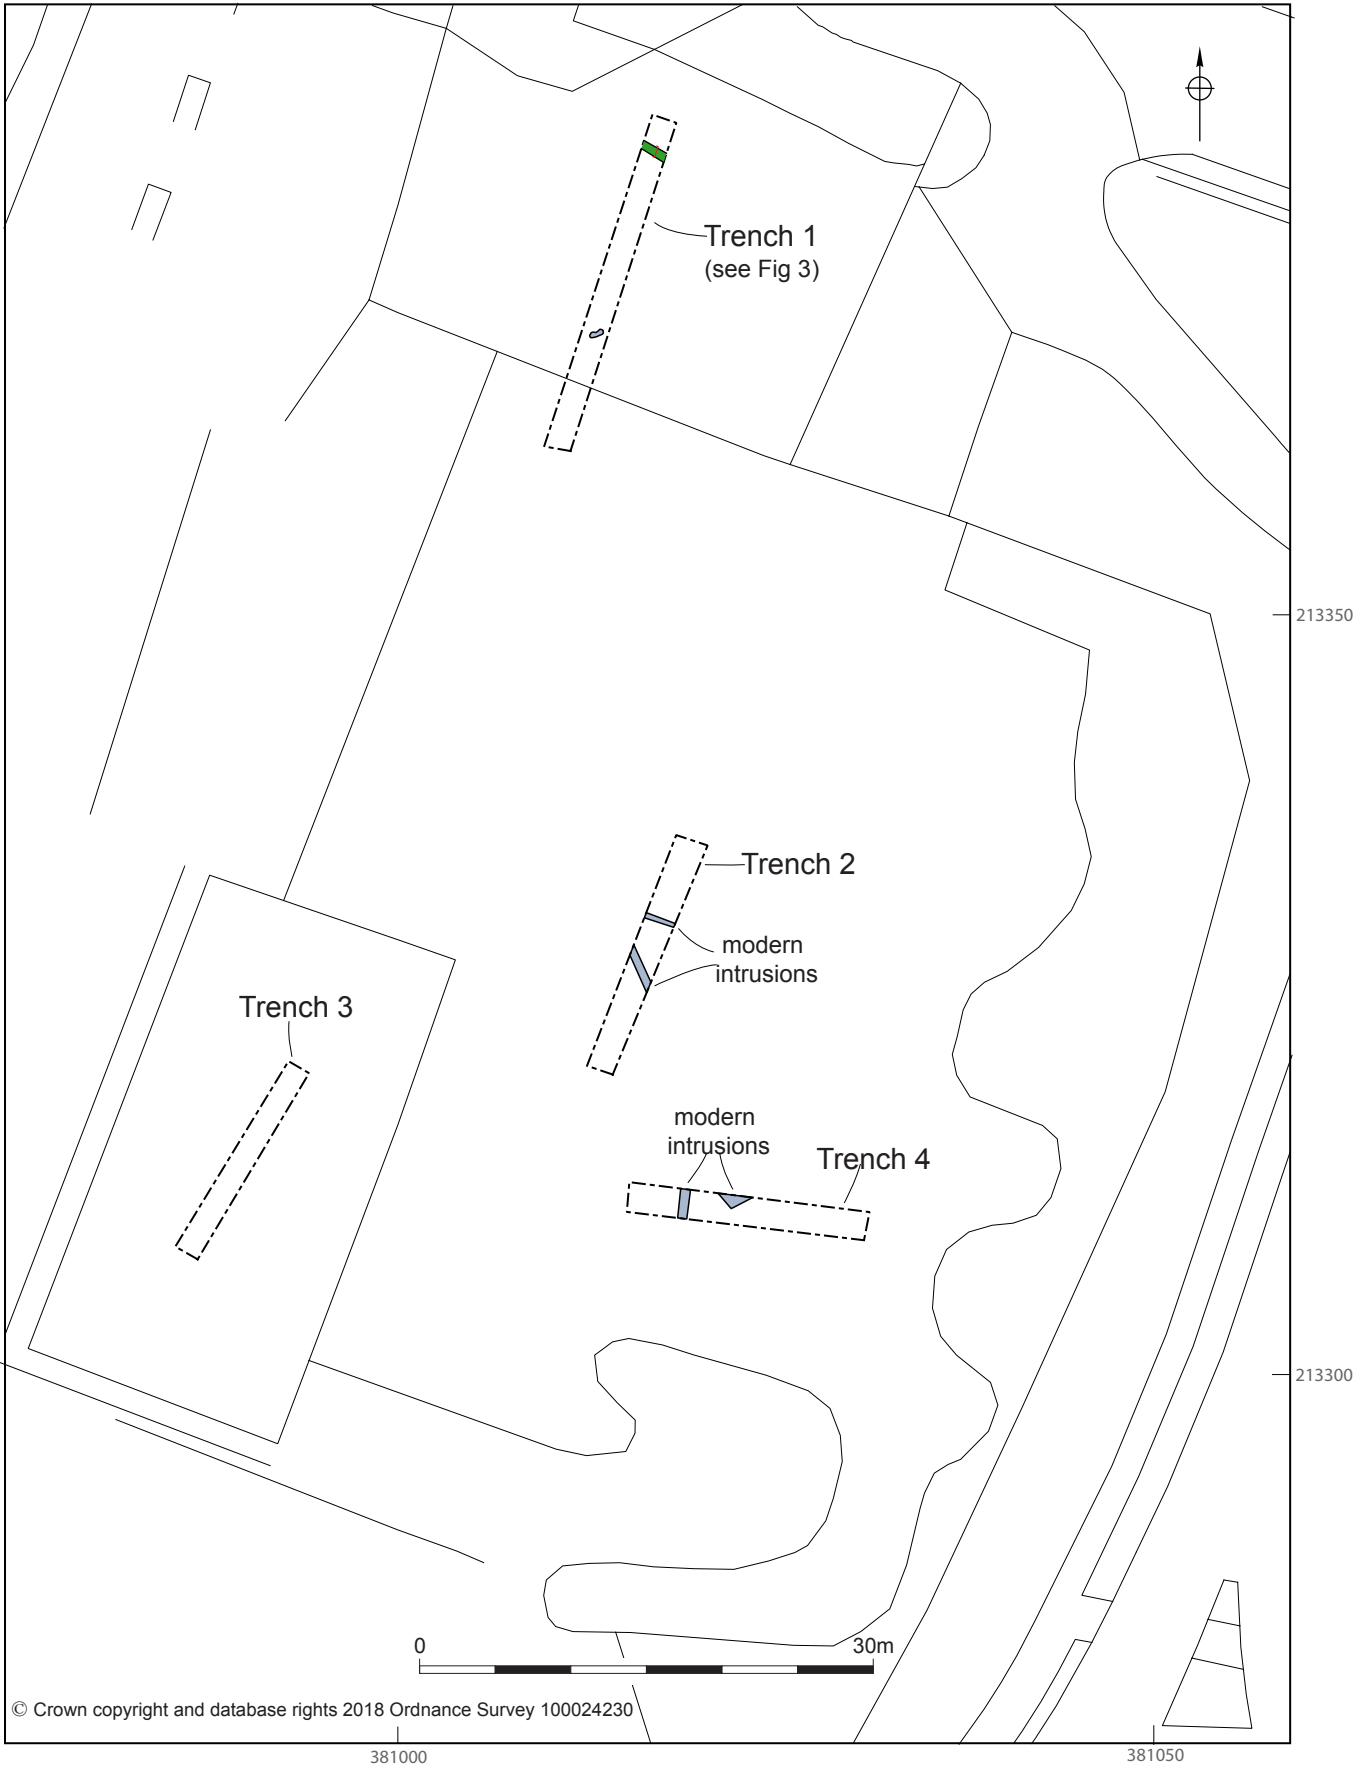 Trench 1
(see Fig 3)
213350
Trench 2
modern
intrusions
Trench 3
modern
intrusions
Trench 4
213300
0 30m
© Crown copyright and database rights 2018 Ordnance Survey 100024230
381000 381050